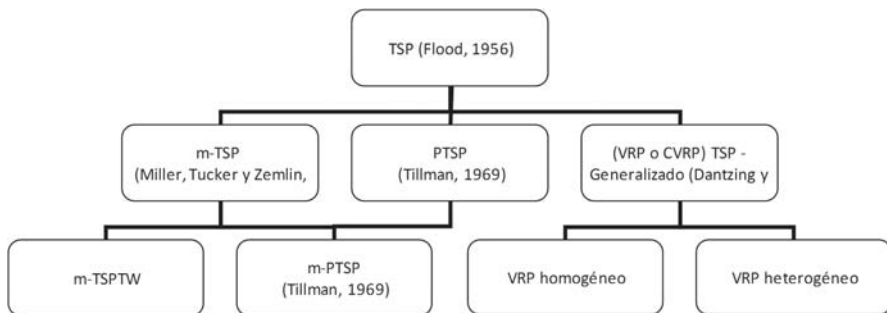 TSP (Flood, 1956)
m-TSP
(Miller, Tucker y Zemlin,
PTSP
(Tillman, 1969)
(VRP o CVRP) TSP -
Generalizado (Dantzing y
m-TSPTW
m-PTSP
(Tillman, 1969)
VRP homogéneo
VRP heterogéneo